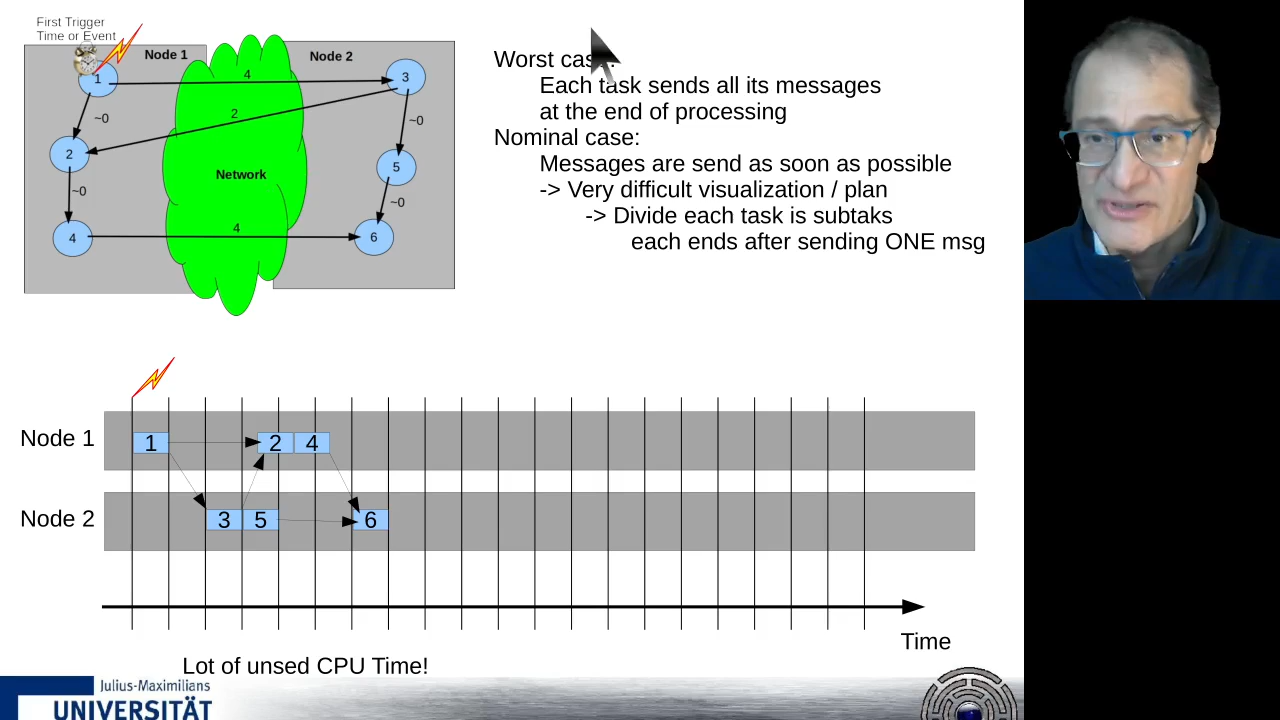 First Trigger
Time or Event
Node 1
Node 2
1
4
3
~0
2
~0
2
5
Network
~0
~0
4
4
6
Worst case:
Each task sends all its messages
at the end of processing
Nominal case:
Messages are send as soon as possible
-> Very difficult visualization / plan
-> Divide each task is subtaks
each ends after sending ONE msg
Node 1
1
2
4
Node 2
3
5
6
Time
Lot of unsed CPU Time!
Julius-Maximilians
UNIVERSITÄT